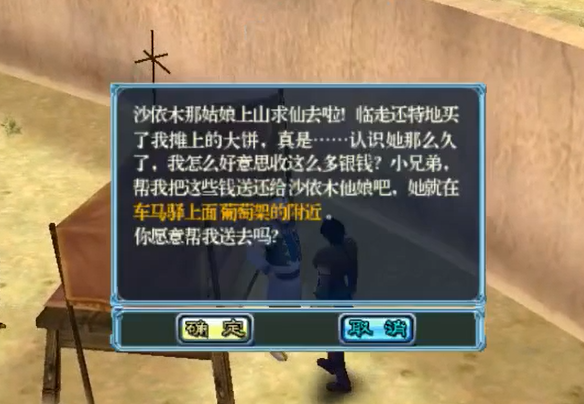 沙依木那姑娘上山求仙去啦！临走还特地买
了我摊上的大饼，真是……认识她那么久
了，我怎么好意思收这么多银钱？小兄弟，
帮我把这些钱送还给沙依木他娘吧，她就在
车马驿上面葡萄架的附近。
你愿意帮我送去吗？
确定 取消